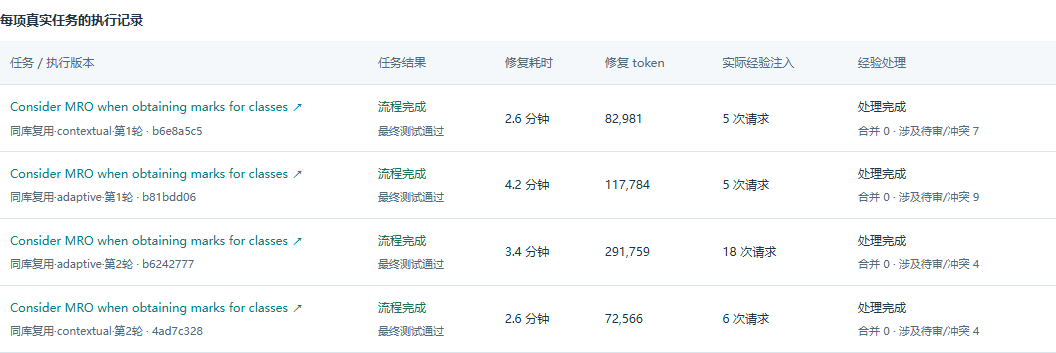 每项真实任务的执行记录
任务 / 执行版本 任务结果 修复耗时 修复 token 实际经验注入 经验处理
Consider MRO when obtaining marks for classes ↗ 流程完成 2.6 分钟 82,981 5 次请求 处理完成
同库复用·contextual·第1轮 · b6e8a5c5 最终测试通过 合并 0 · 涉及待审/冲突 7
Consider MRO when obtaining marks for classes ↗ 流程完成 4.2 分钟 117,784 5 次请求 处理完成
同库复用·adaptive·第1轮 · b81bdd06 最终测试通过 合并 0 · 涉及待审/冲突 9
Consider MRO when obtaining marks for classes ↗ 流程完成 3.4 分钟 291,759 18 次请求 处理完成
同库复用·adaptive·第2轮 · b6242777 最终测试通过 合并 0 · 涉及待审/冲突 4
Consider MRO when obtaining marks for classes ↗ 流程完成 2.6 分钟 72,566 6 次请求 处理完成
同库复用·contextual·第2轮 · 4ad7c328 最终测试通过 合并 0 · 涉及待审/冲突 4